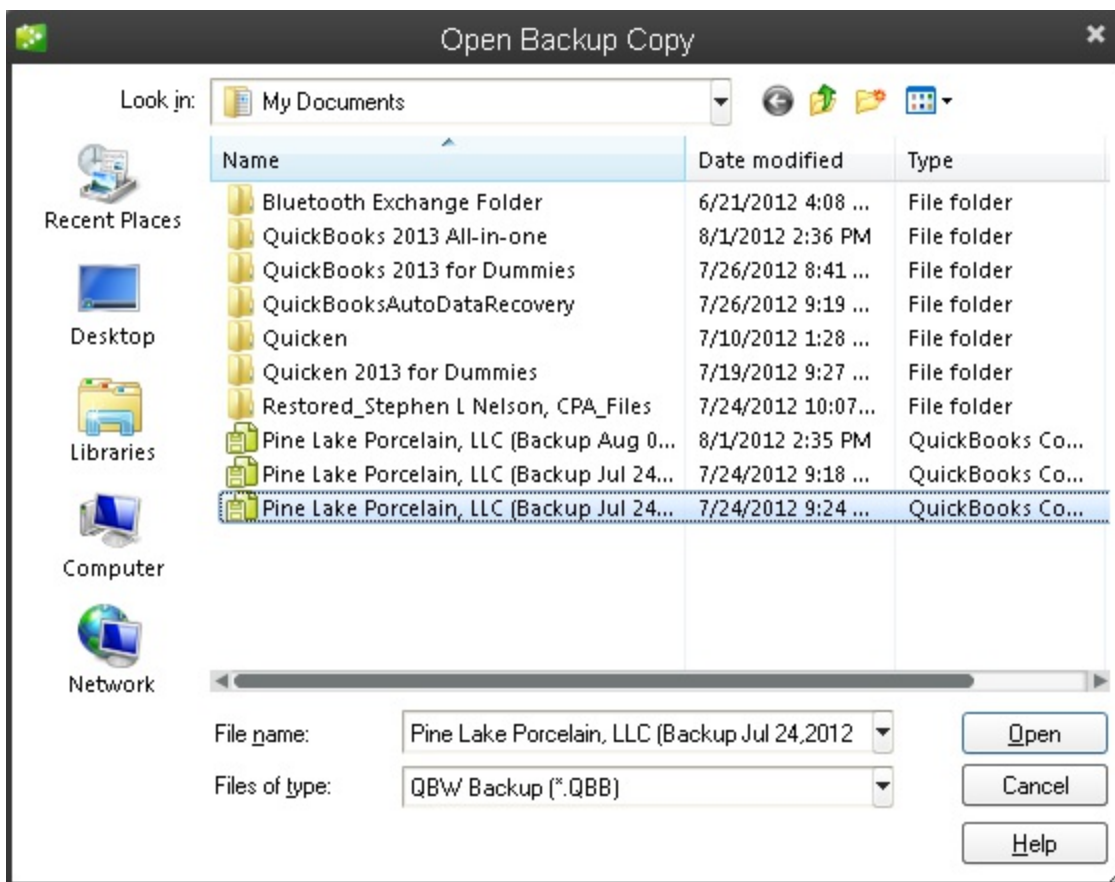 Open Backup Copy
Look in: My Documents
Name Date modified Type
Bluetooth Exchange Folder 6/21/2012 4:08 ... File folder
QuickBooks 2013 All-in-one 8/1/2012 2:36 PM File folder
QuickBooks 2013 for Dummies 7/26/2012 8:41 ... File folder
QuickBooksAutoDataRecovery 7/26/2012 9:19 ... File folder
Quicken 7/10/2012 1:28 ... File folder
Quicken 2013 for Dummies 7/19/2012 9:27 ... File folder
Restored_Stephen L Nelson, CPA_Files 7/24/2012 10:07... File folder
Pine Lake Porcelain, LLC (Backup Aug 0... 8/1/2012 2:35 PM QuickBooks Co...
Pine Lake Porcelain, LLC (Backup Jul 24... 7/24/2012 9:18 ... QuickBooks Co...
Pine Lake Porcelain, LLC (Backup Jul 24... 7/24/2012 9:24 ... QuickBooks Co...
Recent Places
Desktop
Libraries
Computer
Network
File name: Pine Lake Porcelain, LLC (Backup Jul 24,2012 Open
Files of type: QBW Backup (*.QBB) Cancel
Help